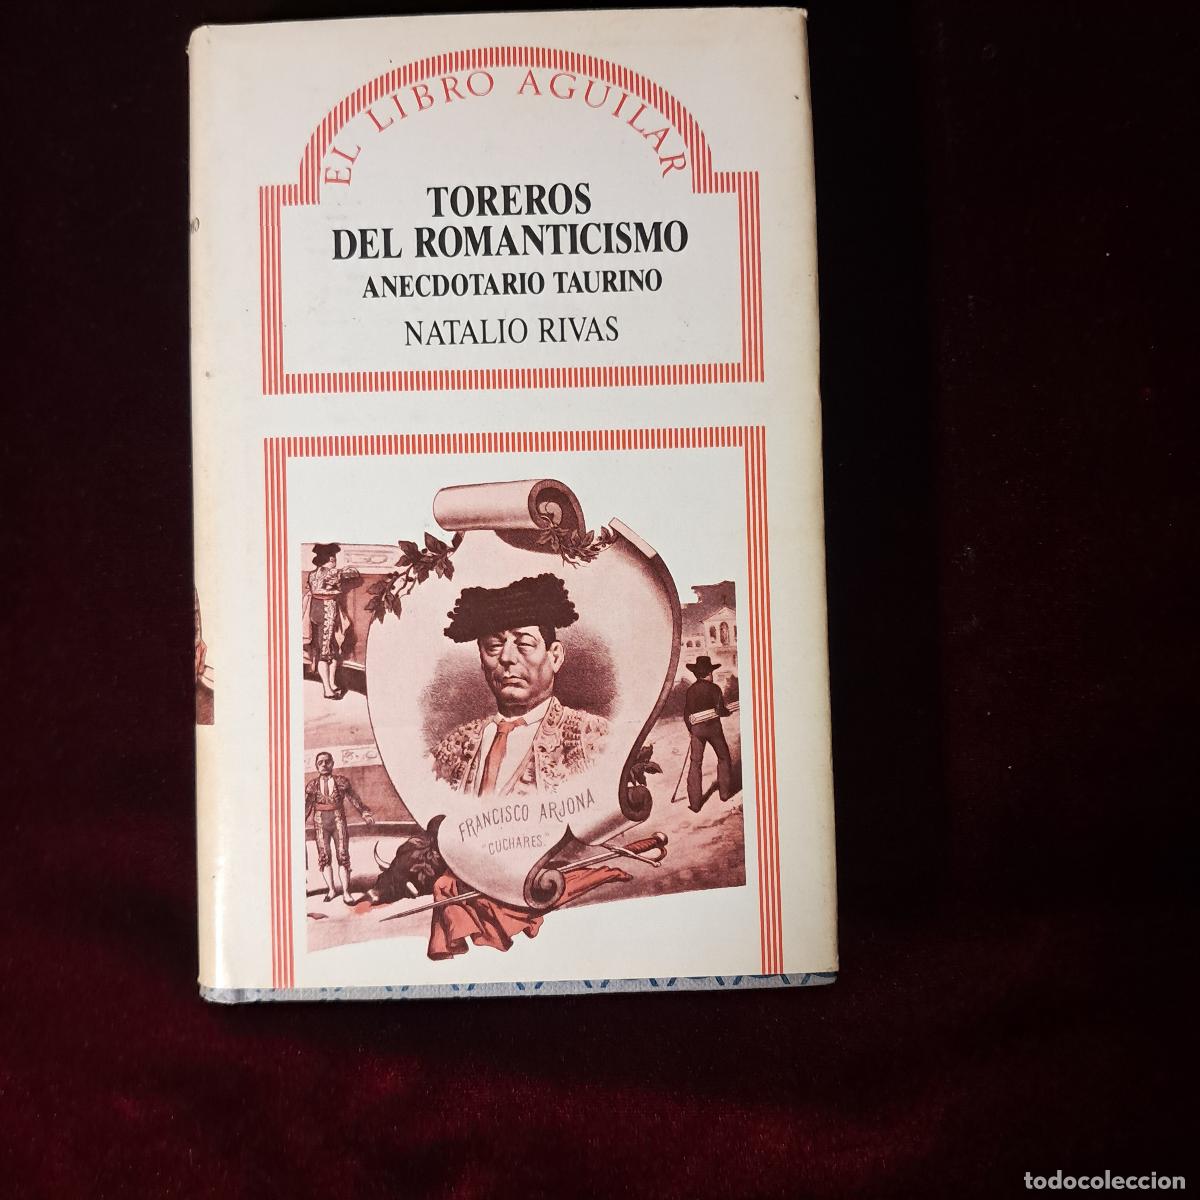 EL LIBRO AGUILAR
TOREROS
DEL ROMANTICISMO
ANECDOTARIO TAURINO
NATALIO RIVAS
FRANCISCO ARJONA
"CUCHARES."
todocoleccion